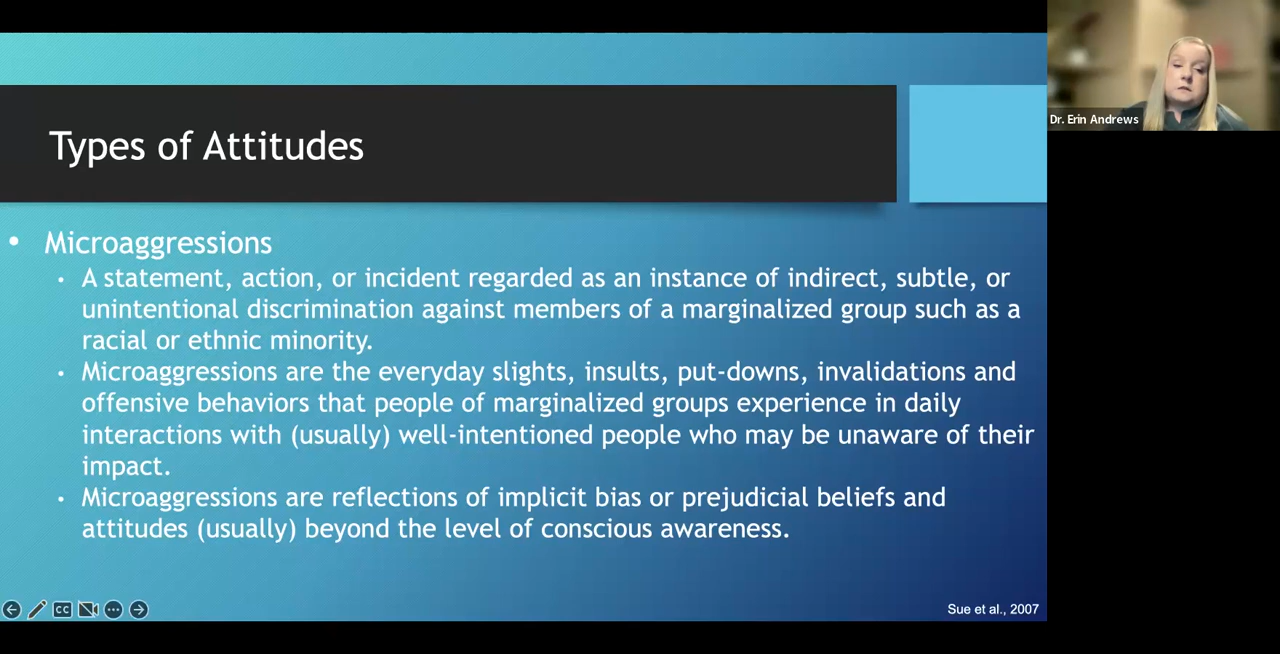 Types of Attitudes
Dr. Erin Andrews
• Microaggressions
• A statement, action, or incident regarded as an instance of indirect, subtle, or
unintentional discrimination against members of a marginalized group such as a
racial or ethnic minority.
• Microaggressions are the everyday slights, insults, put-downs, invalidations and
offensive behaviors that people of marginalized groups experience in daily
interactions with (usually) well-intentioned people who may be unaware of their
impact.
• Microaggressions are reflections of implicit bias or prejudicial beliefs and
attitudes (usually) beyond the level of conscious awareness.
CC
Sue et al., 2007